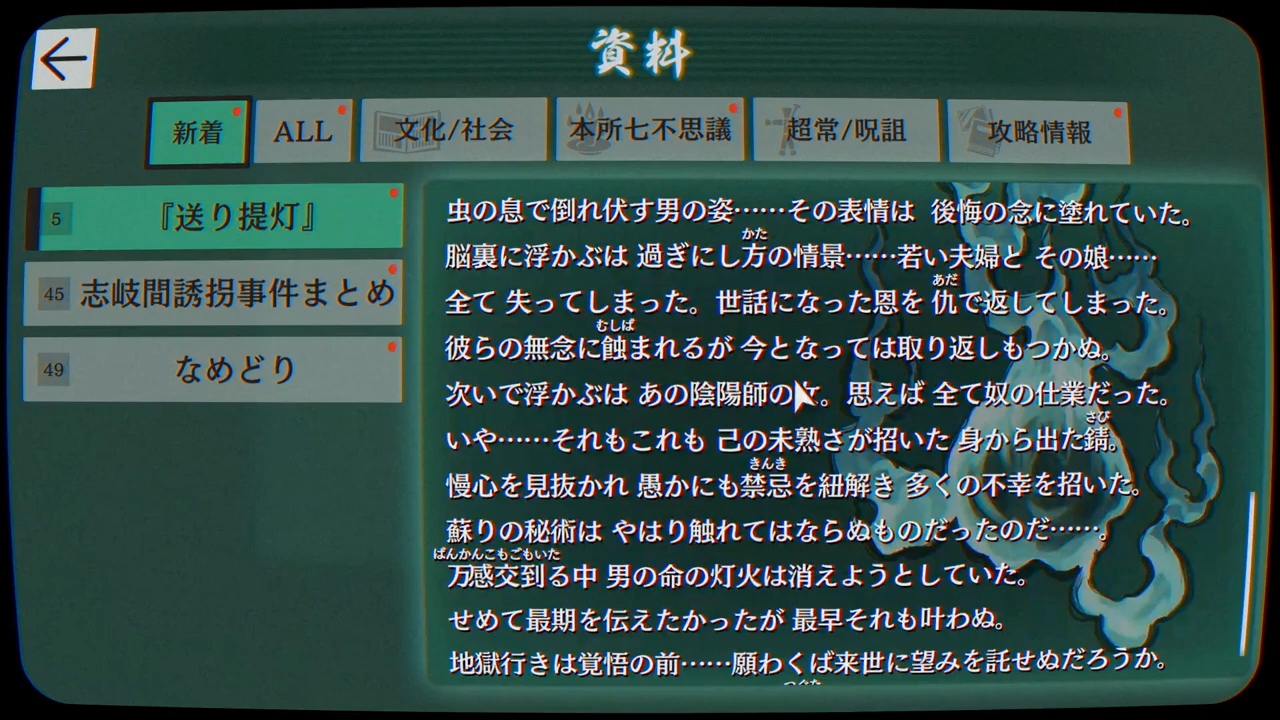 資料
新着
ALL
文化/社会
本所七不思議
超常/呪詛
攻略情報
5
『送り提灯』
45
志岐間誘拐事件まとめ
49
なめどり
虫の息で倒れ伏す男の姿……その表情は 後悔の念に塗れていた。
かた
脳裏に浮かぶは 過ぎにし方の情景……若い夫婦と その娘……
あだ
全て 失ってしまった。世話になった恩を 仇で返してしまった。
むしば
彼らの無念に蝕まれるが 今となっては取り返しもつかぬ。
次いで浮かぶは あの陰陽師の 。思えば 全て奴の仕業だった。
さび
いや……それもこれも 己の未熟さが招いた 身から出た錆。
きんき
慢心を見抜かれ 愚かにも禁忌を紐解き 多くの不幸を招いた。
蘇りの秘術は やはり触れてはならぬものだったのだ……。
ばんかんこもごもいた
万感交到る中 男の命の灯火は消えようとしていた。
せめて最期を伝えたかったが 最早それも叶わぬ。
地獄行きは覚悟の前……願わくば来世に望みを託せぬだろうか。